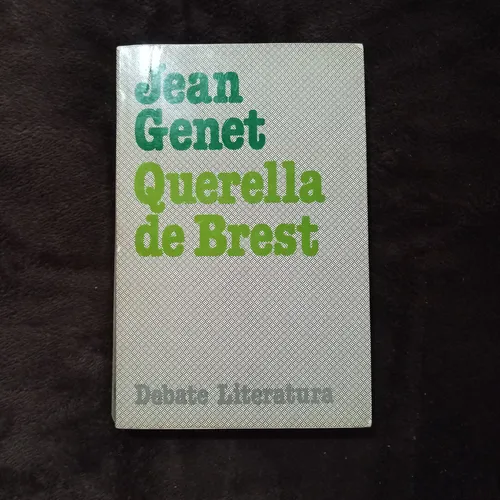 Jean
Genet
Querella
de Brest
Debate Literatura